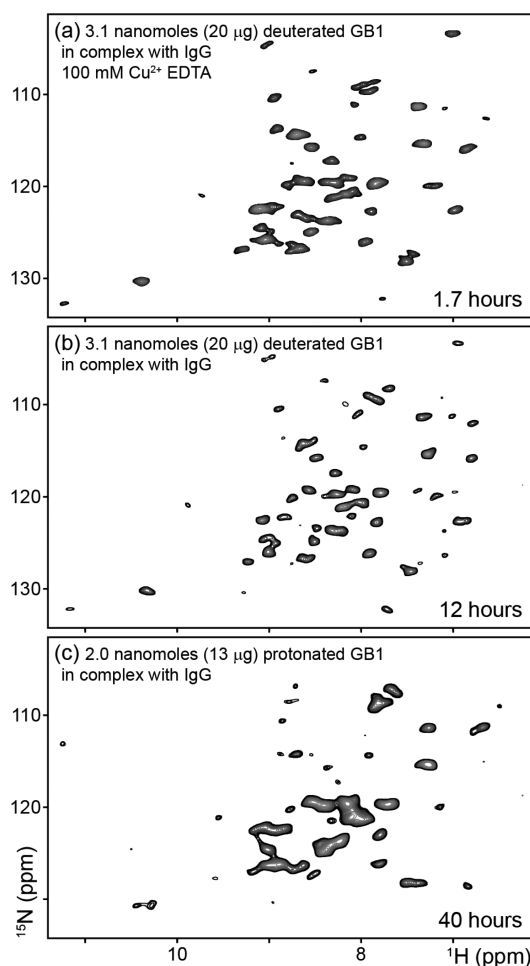 (a) 3.1 nanomoles (20 μg) deuterated GB1
in complex with IgG
100 mM Cu²⁺ EDTA
110
120
130
1.7 hours
(b) 3.1 nanomoles (20 μg) deuterated GB1
in complex with IgG
110
120
130
12 hours
(c) 2.0 nanomoles (13 μg) protonated GB1
in complex with IgG
110
120
¹⁵N (ppm)
40 hours
10
8
¹H (ppm)